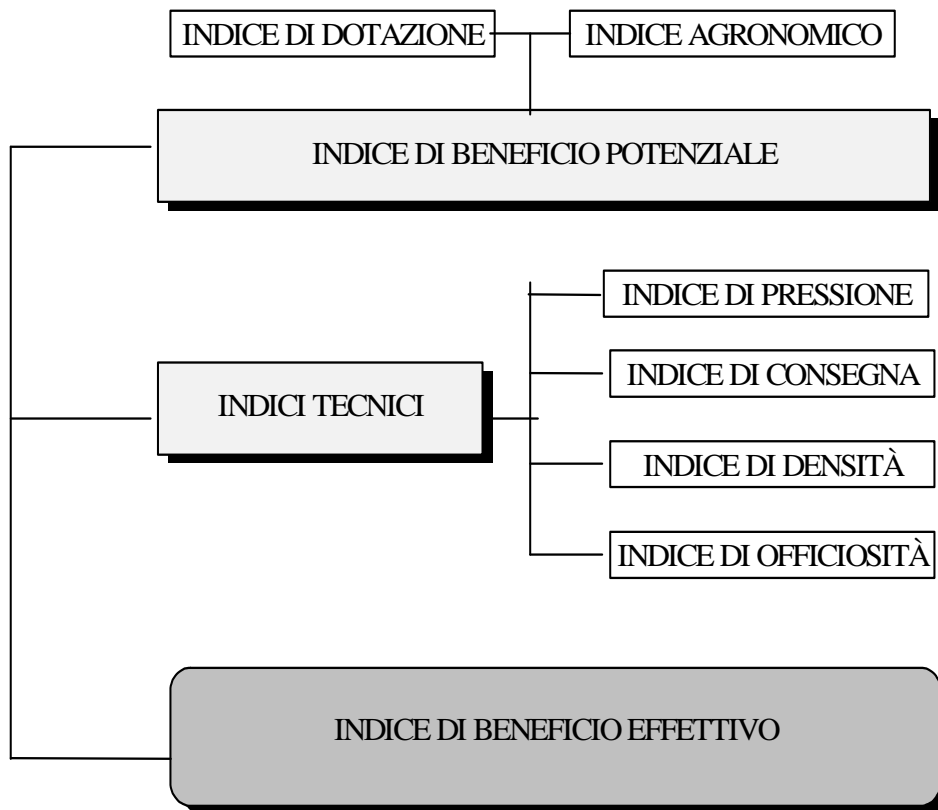 INDICE DI DOTAZIONE
INDICE AGRONOMICO
INDICE DI BENEFICIO POTENZIALE
INDICE DI PRESSIONE
INDICE DI CONSEGNA
INDICI TECNICI
INDICE DI DENSITÀ
INDICE DI OFFICIOSITÀ
INDICE DI BENEFICIO EFFETTIVO